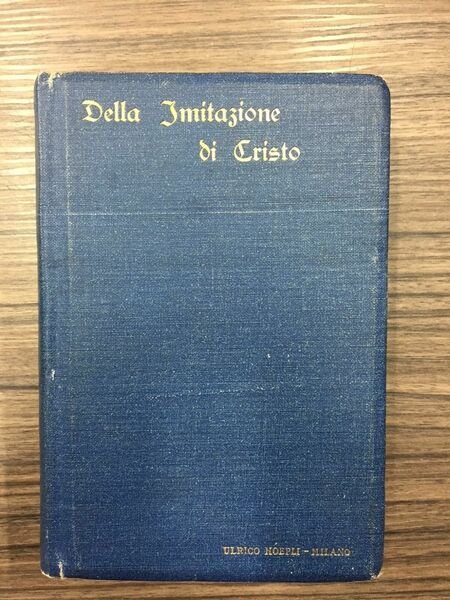 Della Imitazione
di Cristo
ULRICO HOEPLI - MILANO